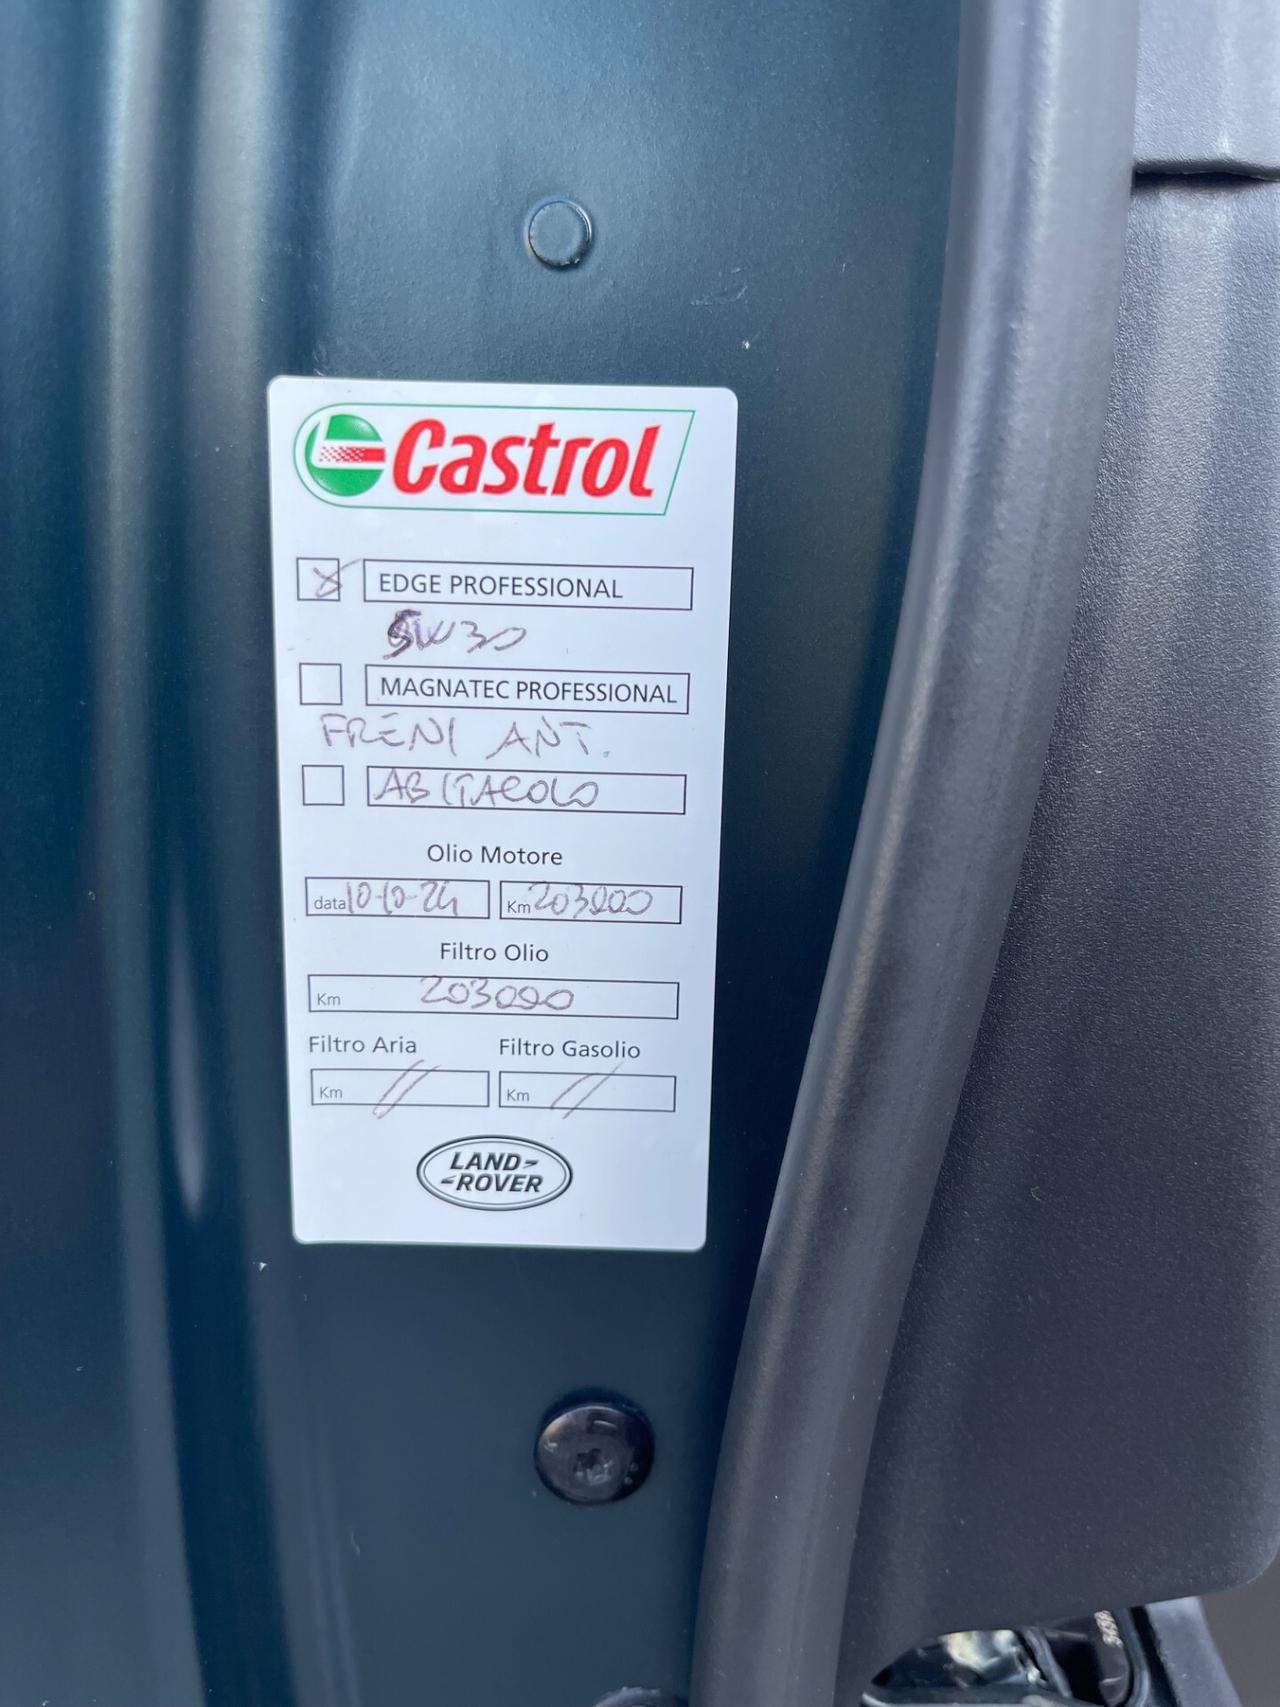 Castrol
EDGE PROFESSIONAL
5W30
MAGNATEC PROFESSIONAL
FRENI ANT.
ABITACOLO
Olio Motore
data 10-10-24 Km 203000
Filtro Olio
Km 203000
Filtro Aria Filtro Gasolio
Km // Km //
LAND
ROVER